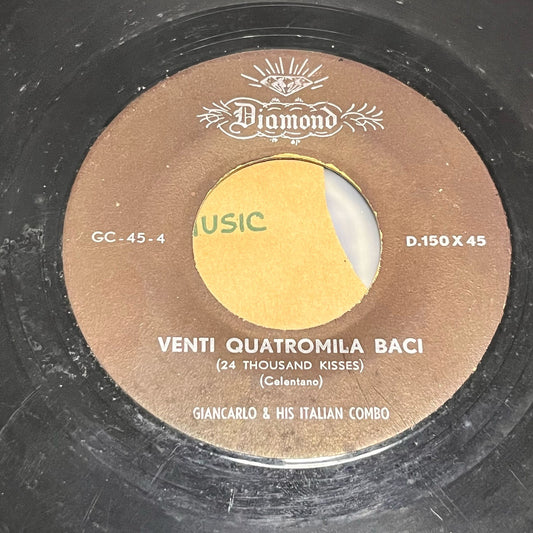 Diamond
GC-45-4
USIC
D.150 X 45
VENTI QUATROMILA BACI
(24 THOUSAND KISSES)
(Celentano)
GIANCARLO & HIS ITALIAN COMBO